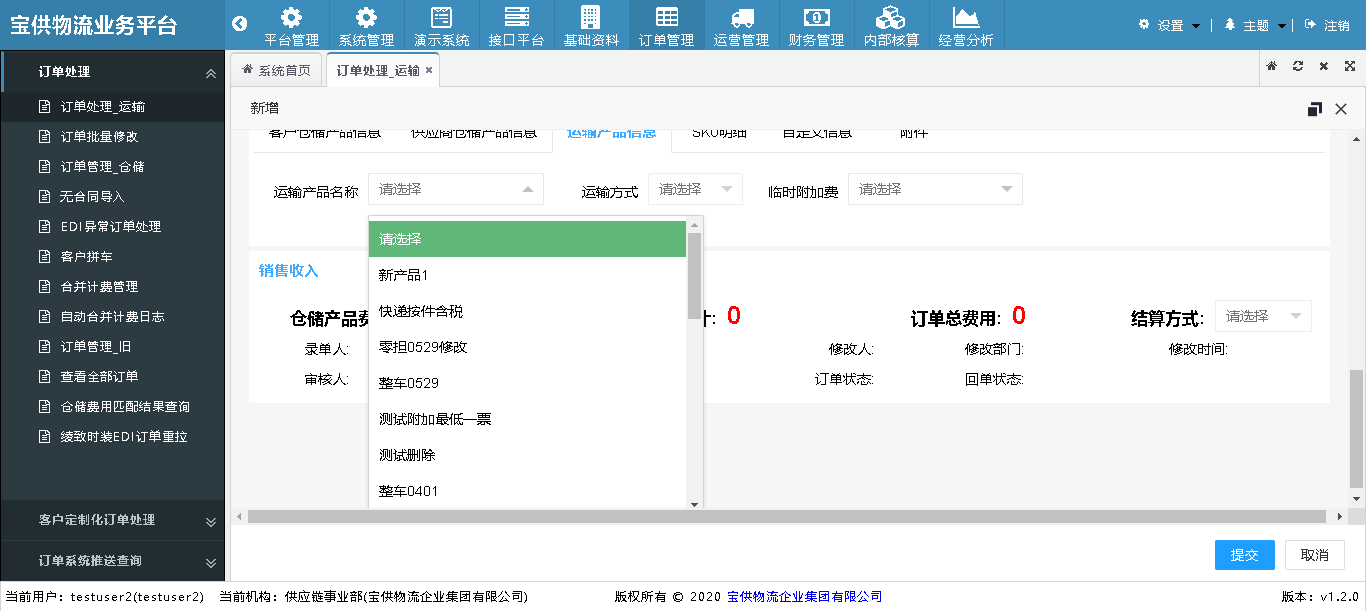 宝供物流业务平台
平台管理 系统管理 演示系统 接口平台 基础资料 订单管理 运营管理 财务管理 内部核算 经营分析
设置 | 主题 | 注销
订单处理
订单处理_运输
订单批量修改
订单管理_仓储
无合同导入
EDI异常订单处理
客户拼车
合并计费管理
自动合并计费日志
订单管理_旧
查看全部订单
仓储费用匹配结果查询
绫致时装EDI订单重拉
客户定制化订单处理
订单系统推送查询
系统首页 订单处理_运输
新增
客户仓储产品信息 供应商仓储产品信息 运输产品信息 SKU明细 自定义信息 附件
运输产品名称 请选择 运输方式 请选择 临时附加费 请选择
请选择
新产品1
快递按件含税
零担0529修改
整车0529
测试附加最低一票
测试删除
整车0401
销售收入
仓储产品费 计: 0 订单总费用: 0 结算方式: 请选择
录单人: 修改人: 修改部门: 修改时间:
审核人: 订单状态: 回单状态:
提交 取消
当前用户：testuser2(testuser2) 当前机构：供应链事业部(宝供物流企业集团有限公司) 版权所有 © 2020 宝供物流企业集团有限公司 版本：v1.2.0